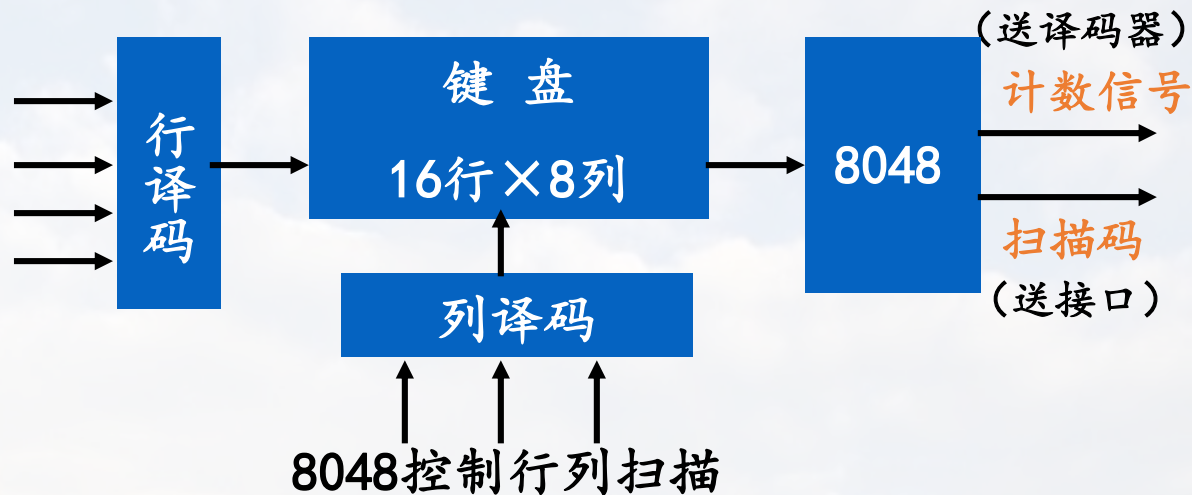 （送译码器）
计数信号
键 盘
16行×8列
行译码
8048
扫描码
（送接口）
列译码
8048控制行列扫描